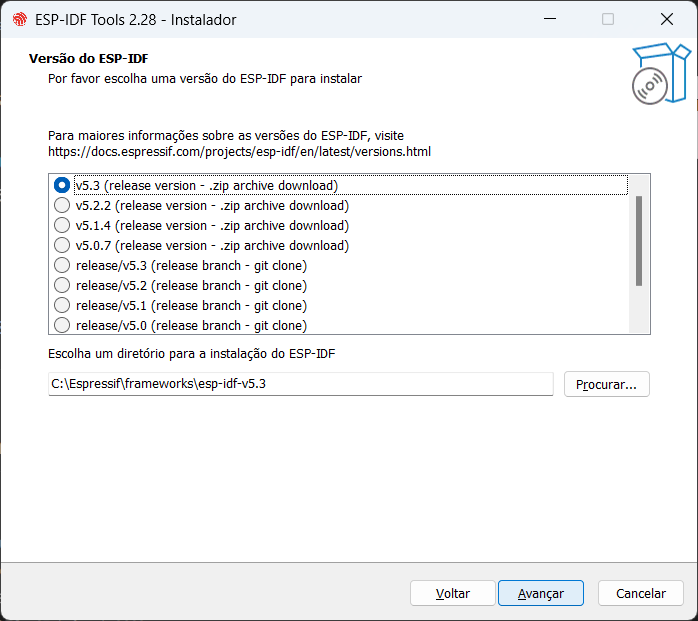 ESP-IDF Tools 2.28 - Instalador
Versão do ESP-IDF
Por favor escolha uma versão do ESP-IDF para instalar
Para maiores informações sobre as versões do ESP-IDF, visite
https://docs.espressif.com/projects/esp-idf/en/latest/versions.html
v5.3 (release version - .zip archive download)
v5.2.2 (release version - .zip archive download)
v5.1.4 (release version - .zip archive download)
v5.0.7 (release version - .zip archive download)
release/v5.3 (release branch - git clone)
release/v5.2 (release branch - git clone)
release/v5.1 (release branch - git clone)
release/v5.0 (release branch - git clone)
Escolha um diretório para a instalação do ESP-IDF
C:\Espressif\frameworks\esp-idf-v5.3
Procurar...
Voltar
Avançar
Cancelar